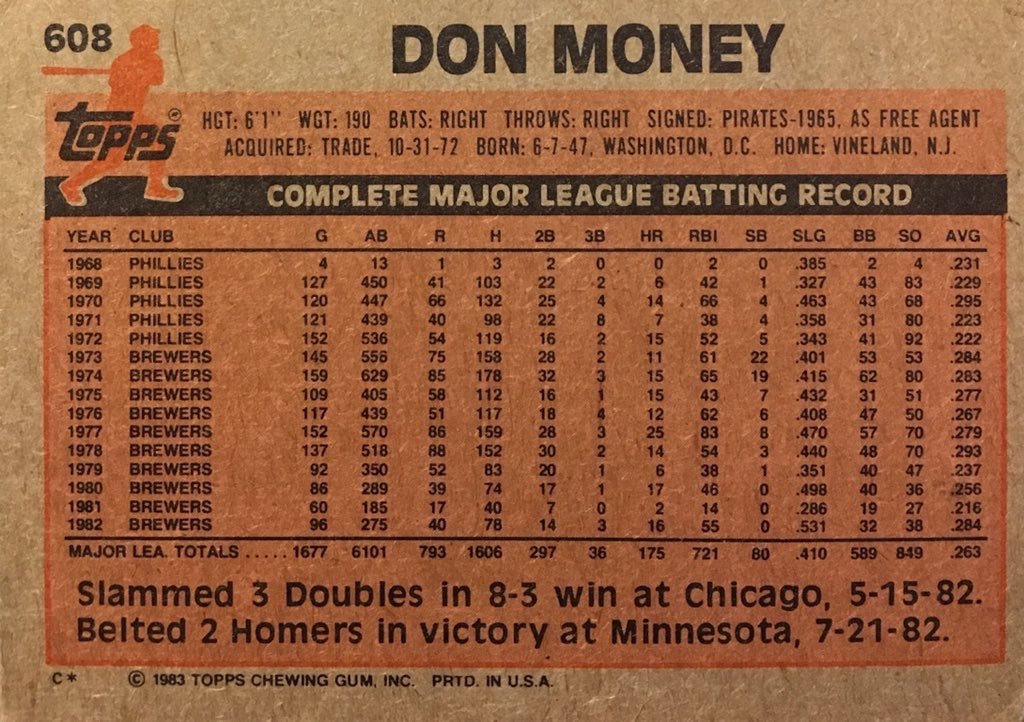 608
DON MONEY
Topps ®
HGT: 6'1" WGT: 190 BATS: RIGHT THROWS: RIGHT SIGNED: PIRATES-1965, AS FREE AGENT
ACQUIRED: TRADE, 10-31-72 BORN: 6-7-47, WASHINGTON, D.C. HOME: VINELAND, N.J.
COMPLETE MAJOR LEAGUE BATTING RECORD
YEAR CLUB G AB R H 2B 3B HR RBI SB SLG BB SO AVG
1968 PHILLIES 4 13 1 3 2 0 0 2 0 .385 2 4 .231
1969 PHILLIES 127 450 41 103 22 2 6 42 1 .327 43 83 .229
1970 PHILLIES 120 447 66 132 25 4 14 66 4 .463 43 68 .295
1971 PHILLIES 121 439 40 98 22 8 7 38 4 .358 31 80 .223
1972 PHILLIES 152 536 54 119 16 2 15 52 5 .343 41 92 .222
1973 BREWERS 145 556 75 158 28 2 11 61 22 .401 53 53 .284
1974 BREWERS 159 629 85 178 32 3 15 65 19 .415 62 80 .283
1975 BREWERS 109 405 58 112 16 1 15 43 7 .432 31 51 .277
1976 BREWERS 117 439 51 117 18 4 12 62 6 .408 47 50 .267
1977 BREWERS 152 570 86 159 28 3 25 83 8 .470 57 70 .279
1978 BREWERS 137 518 88 152 30 2 14 54 3 .440 48 70 .293
1979 BREWERS 92 350 52 83 20 1 6 38 1 .351 40 47 .237
1980 BREWERS 86 289 39 74 17 1 17 46 0 .498 40 36 .256
1981 BREWERS 60 185 17 40 7 0 2 14 0 .286 19 27 .216
1982 BREWERS 96 275 40 78 14 3 16 55 0 .531 32 38 .284
MAJOR LEA. TOTALS ..... 1677 6101 793 1606 297 36 175 721 80 .410 589 849 .263
Slammed 3 Doubles in 8-3 win at Chicago, 5-15-82.
Belted 2 Homers in victory at Minnesota, 7-21-82.
C* © 1983 TOPPS CHEWING GUM, INC. PRTD. IN U.S.A.